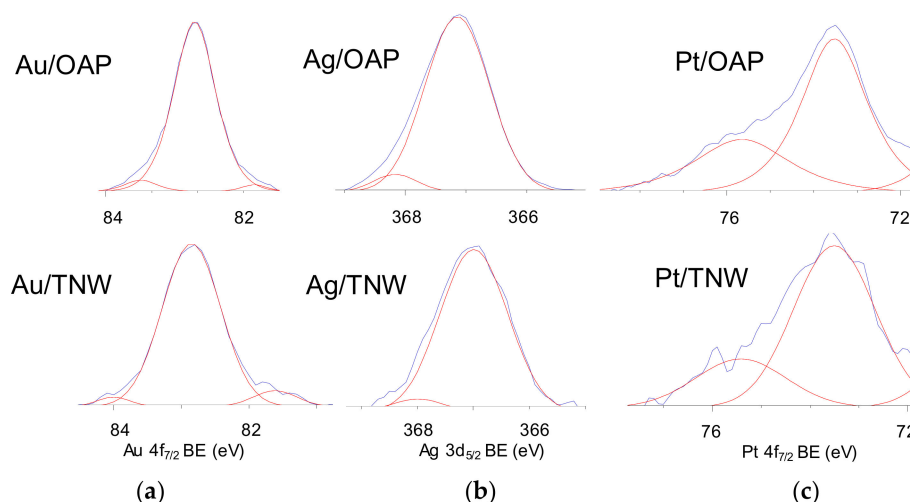 Au/OAP
Ag/OAP
Pt/OAP
84 82
368 366
76 72
Au/TNW
Ag/TNW
Pt/TNW
84 82
368 366
76 72
Au 4f7/2 BE (eV)
Ag 3d5/2 BE (eV)
Pt 4f7/2 BE (eV)
(a)
(b)
(c)